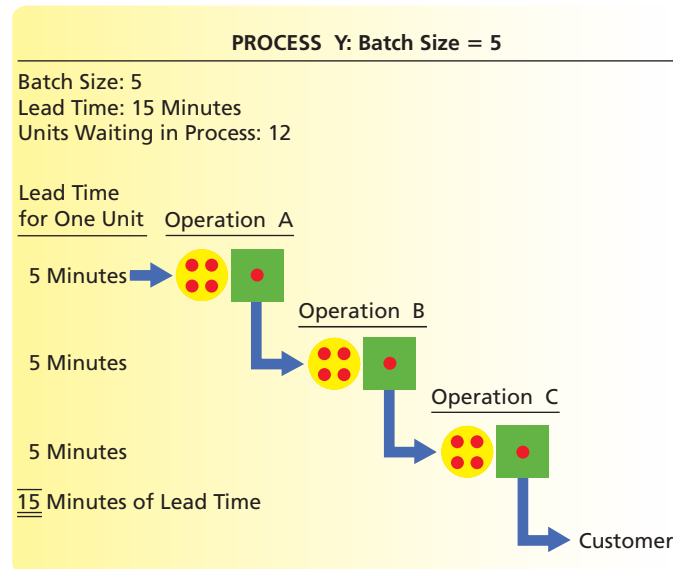 PROCESS Y: Batch Size = 5
Batch Size: 5
Lead Time: 15 Minutes
Units Waiting in Process: 12
Lead Time
for One Unit
Operation A
5 Minutes
Operation B
5 Minutes
Operation C
5 Minutes
15 Minutes of Lead Time
Customer